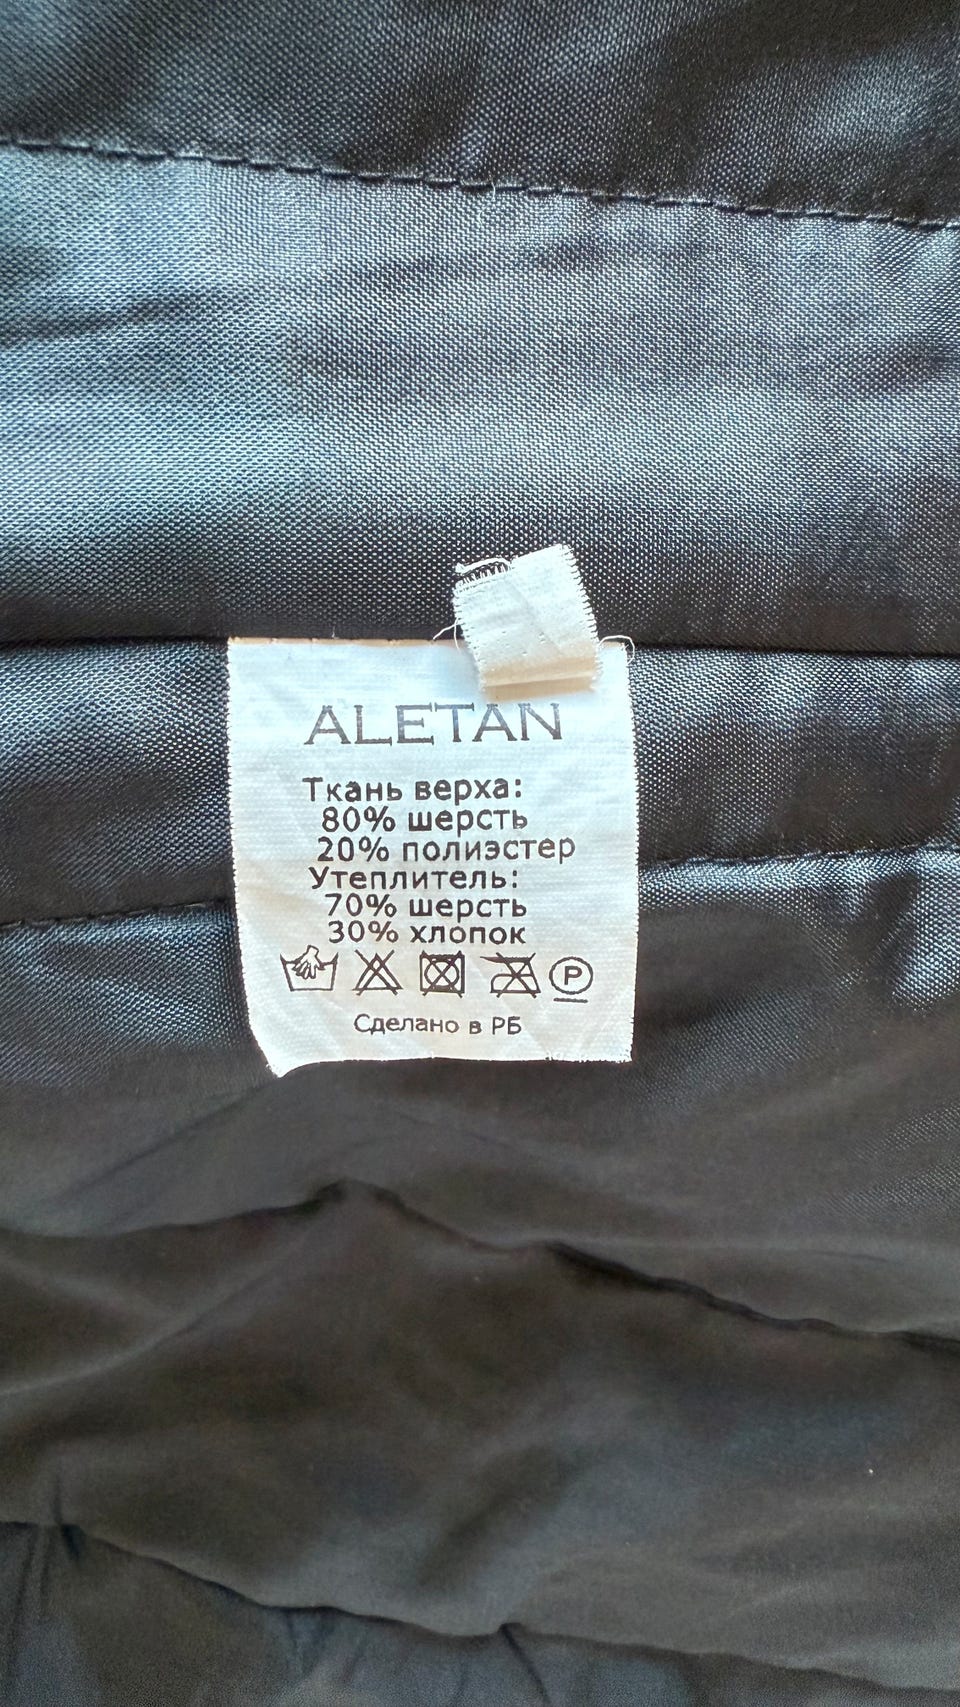 ALETAN
Ткань верха:
80% шерсть
20% полиэстер
Утеплитель:
70% шерсть
30% хлопок
P
Сделано в РБ